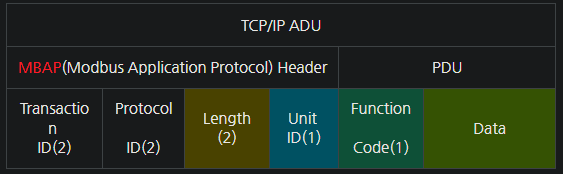 TCP/IP ADU
MBAP(Modbus Application Protocol) Header
PDU
Transactio
n
ID(2)
Protocol
ID(2)
Length
(2)
Unit
ID(1)
Function
Code(1)
Data